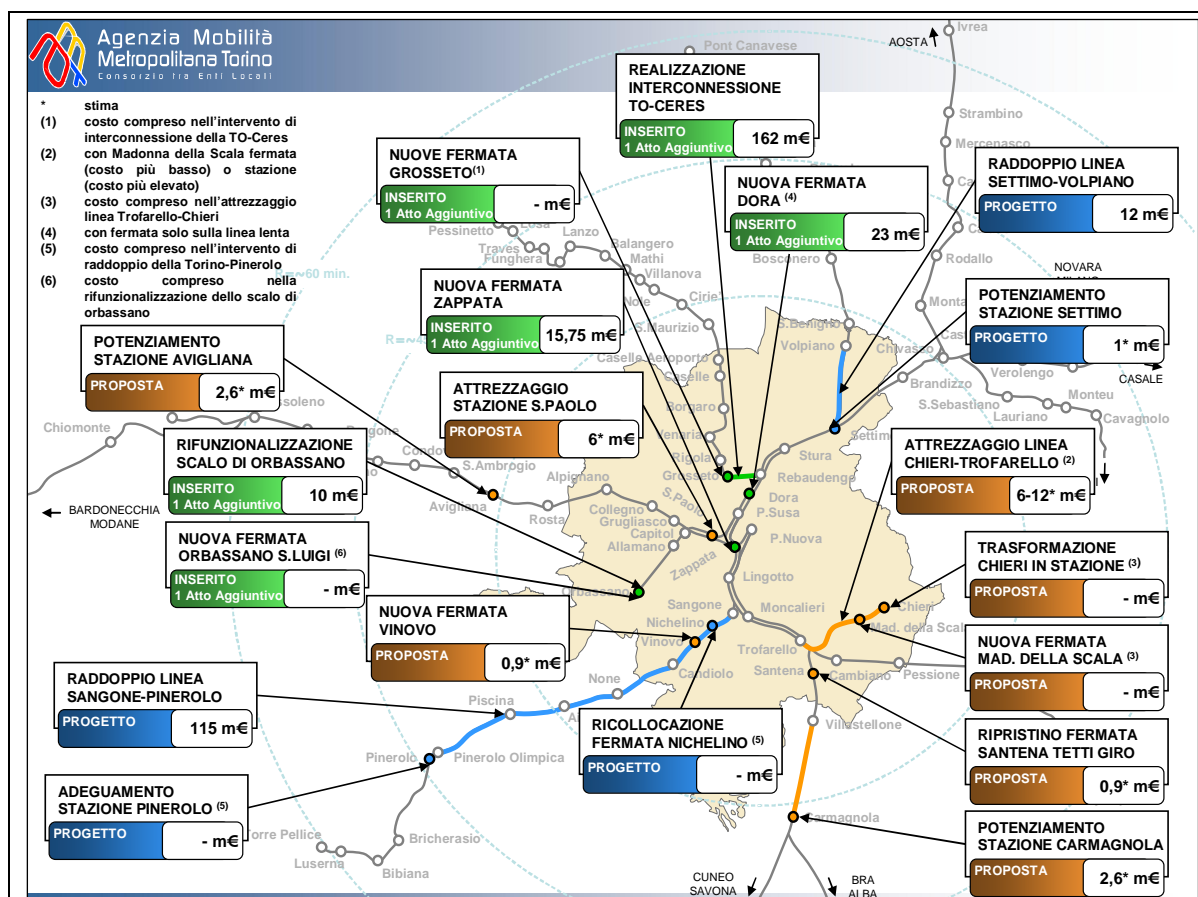 Agenzia Mobilità
Metropolitana Torino
Consorzio fra Enti Locali
* stima
(1) costo compreso nell'intervento di
interconnessione della TO-Ceres
(2) con Madonna della Scala fermata
(costo più basso) o stazione
(costo più elevato)
(3) costo compreso nell'attrezzaggio
linea Trofarello-Chieri
(4) con fermata solo sulla linea lenta
(5) costo compreso nell'intervento di
raddoppio della Torino-Pinerolo
(6) costo compreso nella
rifunzionalizzazione dello scalo di
orbassano
AOSTA
Ivrea
Pont Canavese
REALIZZAZIONE
INTERCONNESSIONE
TO-CERES
INSERITO
1 Atto Aggiuntivo
162 m€
Strambino
Mercenasco
NUOVE FERMATA
GROSSETO(1)
INSERITO
1 Atto Aggiuntivo
- m€
NUOVA FERMATA
DORA (4)
INSERITO
1 Atto Aggiuntivo
23 m€
RADDOPPIO LINEA
SETTIMO-VOLPIANO
PROGETTO
12 m€
Pessinetto
Losa
Traves
Funghera
Lanzo
Balangero
Mathi
Villanova
Nole
Cirie'
S.Maurizio
Caselle Aeroporto
Caselle
Borgaro
Venaria
Rigola
Grosseto
Bosconero
S.Benigno
Volpiano
Rodallo
NOVARA
MILANO
R=~60 min.
NUOVA FERMATA
ZAPPATA
INSERITO
1 Atto Aggiuntivo
15,75 m€
POTENZIAMENTO
STAZIONE SETTIMO
PROGETTO
1* m€
POTENZIAMENTO
STAZIONE AVIGLIANA
PROPOSTA
2,6* m€
ATTREZZAGGIO
STAZIONE S.PAOLO
PROPOSTA
6* m€
Chivasso
Brandizzo
Verolengo
CASALE
S.Sebastiano
Lauriano
Monteu
Cavagnolo
Settimo
Stura
Rebaudengo
Dora
P.Susa
P.Nuova
Chiomonte
RIFUNZIONALIZZAZIONE
SCALO DI ORBASSANO
INSERITO
1 Atto Aggiuntivo
10 m€
S.Ambrogio
Avigliana
Alpignano
Rosta
Collegno
Grugliasco
Capitol
Allamano
S.Paolo
Zappata
Lingotto
ATTREZZAGGIO LINEA
CHIERI-TROFARELLO (2)
PROPOSTA
6-12* m€
BARDONECCHIA
MODANE
NUOVA FERMATA
ORBASSANO S.LUIGI (6)
INSERITO
1 Atto Aggiuntivo
- m€
Orbassano
TRASFORMAZIONE
CHIERI IN STAZIONE (3)
PROPOSTA
- m€
NUOVA FERMATA
VINOVO
PROPOSTA
0,9* m€
Sangone
Nichelino
Vinovo
Candiolo
None
Moncalieri
Trofarello
Santena
Cambiano
Pessione
Chieri
Mad. della Scala
Villastellone
NUOVA FERMATA
MAD. DELLA SCALA (3)
PROPOSTA
- m€
RADDOPPIO LINEA
SANGONE-PINEROLO
PROGETTO
115 m€
Piscina
Pinerolo
Pinerolo Olimpica
RICOLLOCAZIONE
FERMATA NICHELINO (5)
PROGETTO
- m€
RIPRISTINO FERMATA
SANTENA TETTI GIRO
PROPOSTA
0,9* m€
ADEGUAMENTO
STAZIONE PINEROLO (5)
PROGETTO
- m€
Torre Pellice
Luserna
Bibiana
Bricherasio
Carmagnola
POTENZIAMENTO
STAZIONE CARMAGNOLA
PROPOSTA
2,6* m€
CUNEO
SAVONA
BRA
ALBA